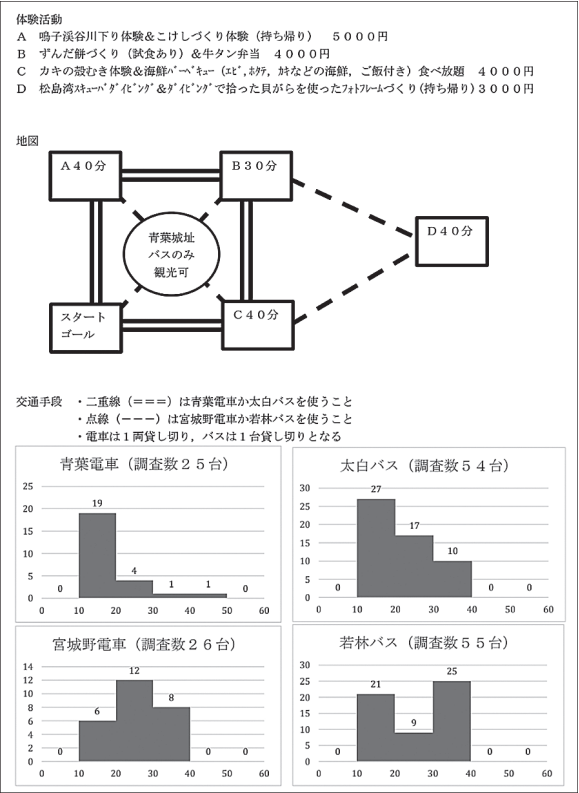 体験活動
A 鳴子渓谷川下り体験＆こけしづくり体験（持ち帰り） ５０００円
B ずんだ餅づくり（試食あり）＆牛タン弁当 ４０００円
C カキの殻むき体験＆海鮮ﾊﾞｰﾍﾞｷｭｰ（ｴﾋﾞ,ﾎﾀﾃ，ｶｷなどの海鮮，ご飯付き）食べ放題 ４０００円
D 松島湾ｽｷｭｰﾊﾞﾀﾞｲﾋﾞﾝｸﾞ＆ﾀﾞｲﾋﾞﾝｸﾞで拾った貝がらを使ったﾌｫﾄﾌﾚｰﾑづくり（持ち帰り）３０００円
地図
A４０分
B３０分
青葉城址
バスのみ
観光可
D４０分
スタート
ゴール
C４０分
交通手段 ・二重線（＝＝＝）は青葉電車か太白バスを使うこと
・点線（－－－）は宮城野電車か若林バスを使うこと
・電車は１両貸し切り，バスは１台貸し切りとなる
青葉電車（調査数２５台）
25
20
15
10
5
0
0 19 4 1 1 0
0 10 20 30 40 50 60
太白バス（調査数５４台）
30
25
20
15
10
5
0
0 27 17 10 0 0
0 10 20 30 40 50 60
宮城野電車（調査数２６台）
14
12
10
8
6
4
2
0
0 6 12 8 0 0
0 10 20 30 40 50 60
若林バス（調査数５５台）
30
25
20
15
10
5
0
0 21 9 25 0 0
0 10 20 30 40 50 60